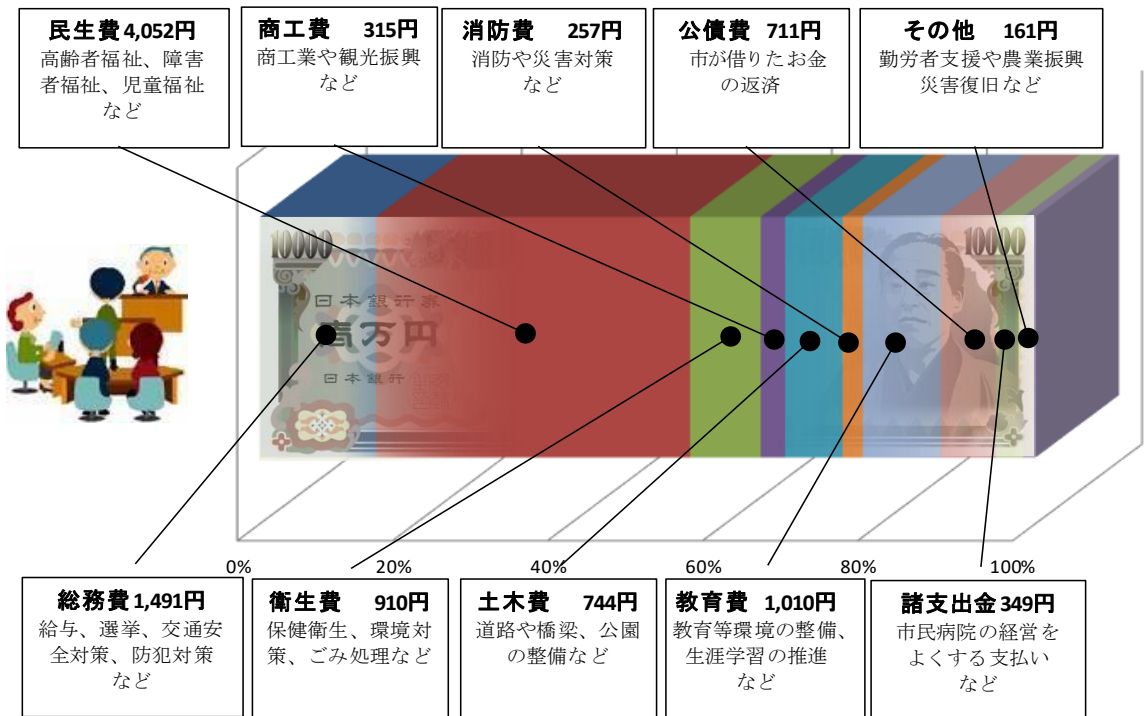 民生費 4,052円
高齢者福祉、障害
者福祉、児童福祉
など
商工費 315円
商工業や観光振興
など
消防費 257円
消防や災害対策
など
公債費 711円
市が借りたお金
の返済
その他 161円
勤労者支援や農業振興
災害復旧など
10000
10000
日本銀行券
壱万円
日本銀行
0%
20%
40%
60%
80%
100%
総務費 1,491円
給与、選挙、交通安
全対策、防犯対策
など
衛生費 910円
保健衛生、環境対
策、ごみ処理など
土木費 744円
道路や橋梁、公園
の整備など
教育費 1,010円
教育等環境の整備、
生涯学習の推進
など
諸支出金 349円
市民病院の経営を
よくする支払い
など